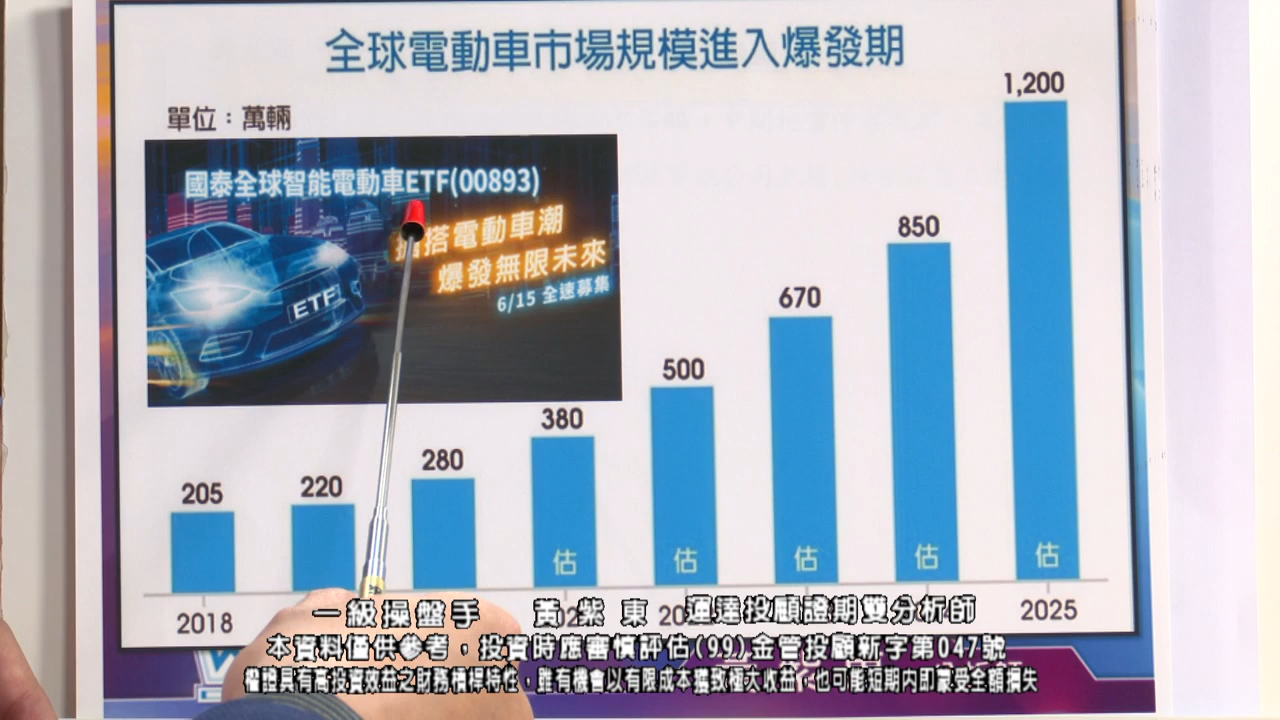 全球電動車市場規模進入爆發期
單位：萬輛
國泰全球智能電動車ETF(00893)
搭電動車潮
爆發無限未來
6/15 全速募集
ETF
205
220
280
380
500
670
850
1,200
估
估
估
估
估
2018
2025
一級操盤手 黃紫東 運達投顧證期雙分析師
本資料僅供參考，投資時應審慎評估(99)金管投顧新字第047號
權證具有高投資效益之財務槓桿特性，雖有機會以有限成本獲致極大收益，也可能短期內即蒙受全額損失